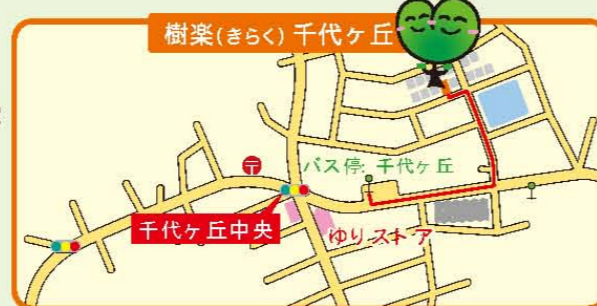 樹楽(きらく)千代ヶ丘
〒
バス停: 千代ヶ丘
千代ヶ丘中央
ゆりストア